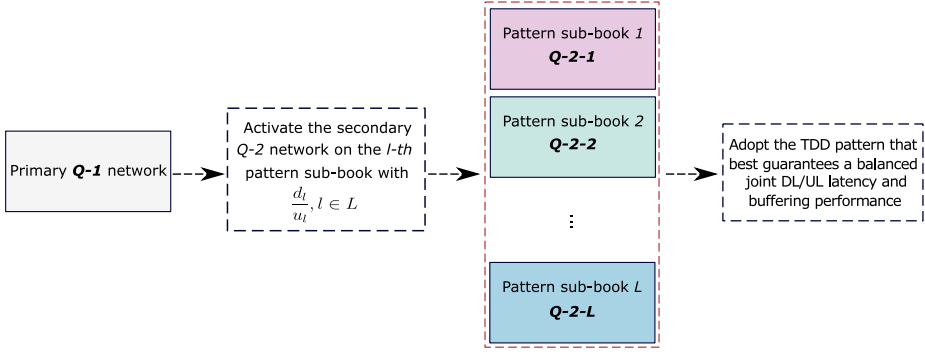 Primary Q-1 network
Activate the secondary
Q-2 network on the l-th
pattern sub-book with
d_l/u_l, l ∈ L
Pattern sub-book 1
Q-2-1
Pattern sub-book 2
Q-2-2
⋮
Pattern sub-book L
Q-2-L
Adopt the TDD pattern that
best guarantees a balanced
joint DL/UL latency and
buffering performance